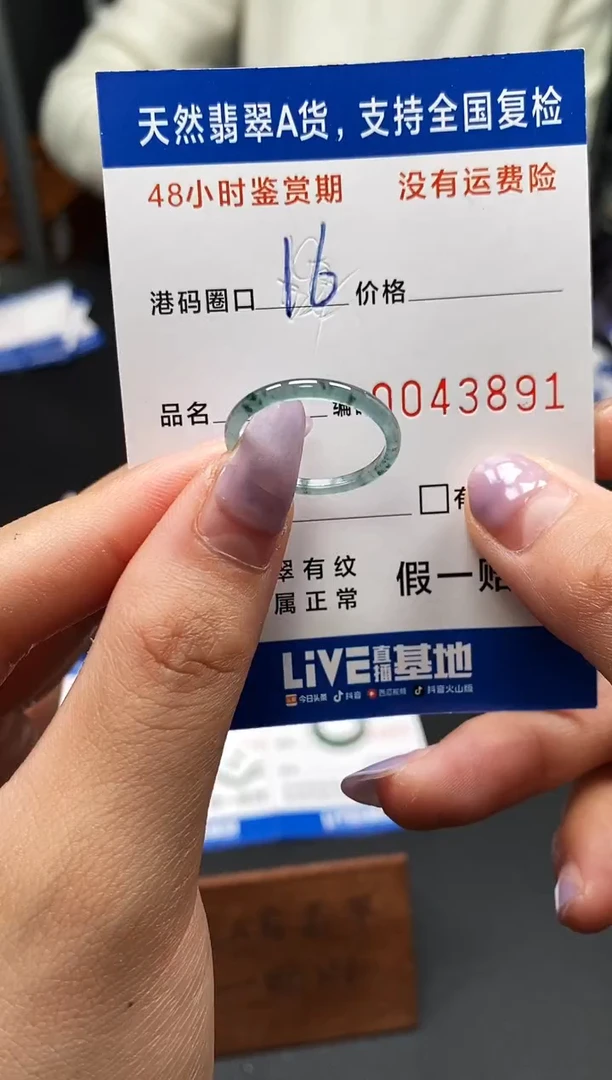 天然翡翠A货，支持全国复检
48小时鉴赏期 没有运费险
港码圈口 16 价格
品名 编 0043891
□有
翠有纹
属正常
假一赔
LiVE直播基地
今日头条 抖音 西瓜视频 抖音火山版